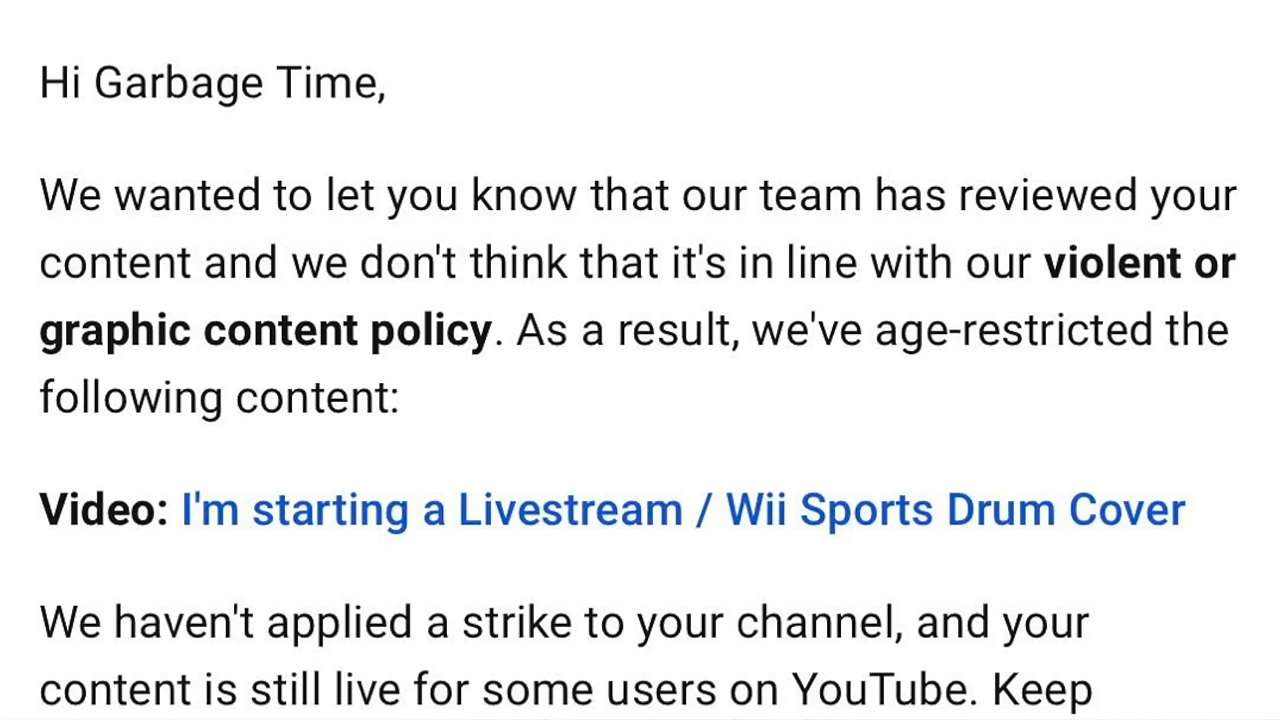 Hi Garbage Time,
We wanted to let you know that our team has reviewed your
content and we don't think that it's in line with our violent or
graphic content policy. As a result, we've age-restricted the
following content:
Video: I'm starting a Livestream / Wii Sports Drum Cover
We haven't applied a strike to your channel, and your
content is still live for some users on YouTube. Keep